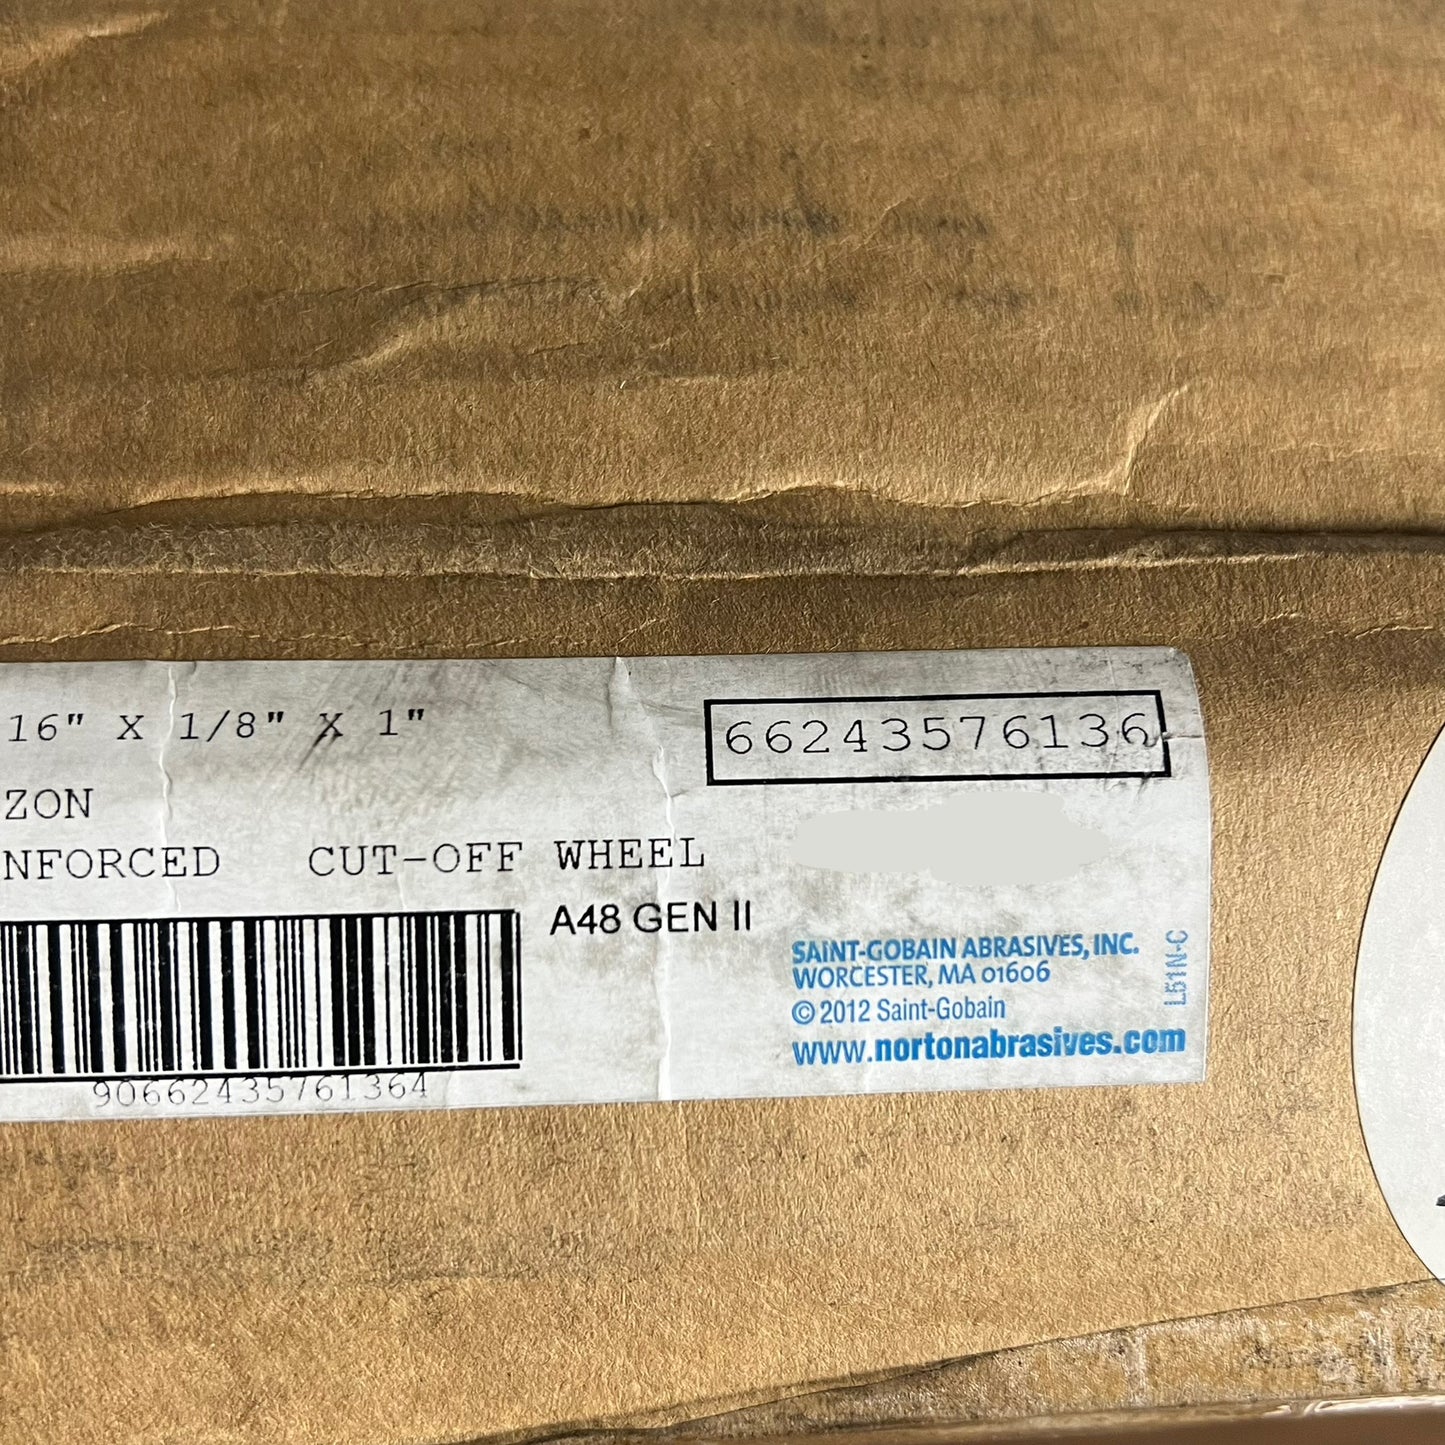 16" X 1/8" X 1"
66243576136
ZON
NFORCED CUT-OFF WHEEL
A48 GEN II
90662435761364
SAINT-GOBAIN ABRASIVES, INC.
WORCESTER, MA 01606
© 2012 Saint-Gobain
www.nortonabrasives.com
L51N-C